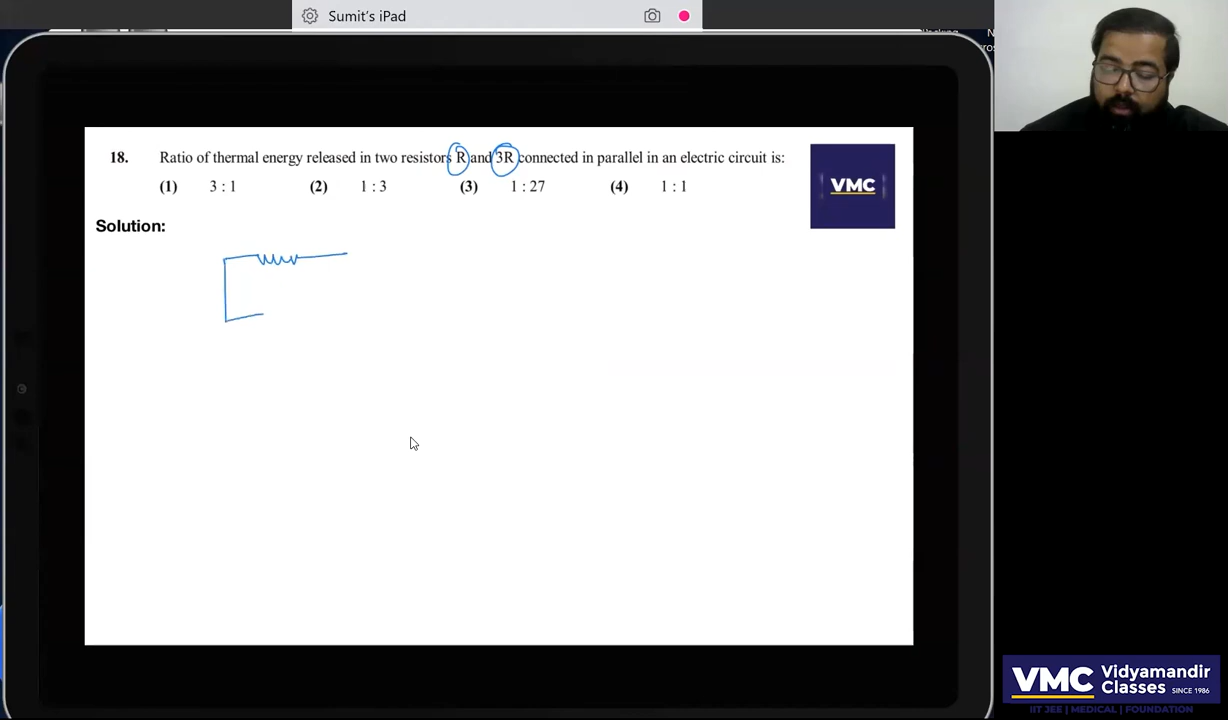 Sumit's iPad
18. Ratio of thermal energy released in two resistors R and 3R connected in parallel in an electric circuit is:
(1) 3 : 1 (2) 1 : 3 (3) 1 : 27 (4) 1 : 1
VMC
Solution:
VMC Vidyamandir Classes SINCE 1986
IIT JEE | MEDICAL | FOUNDATION